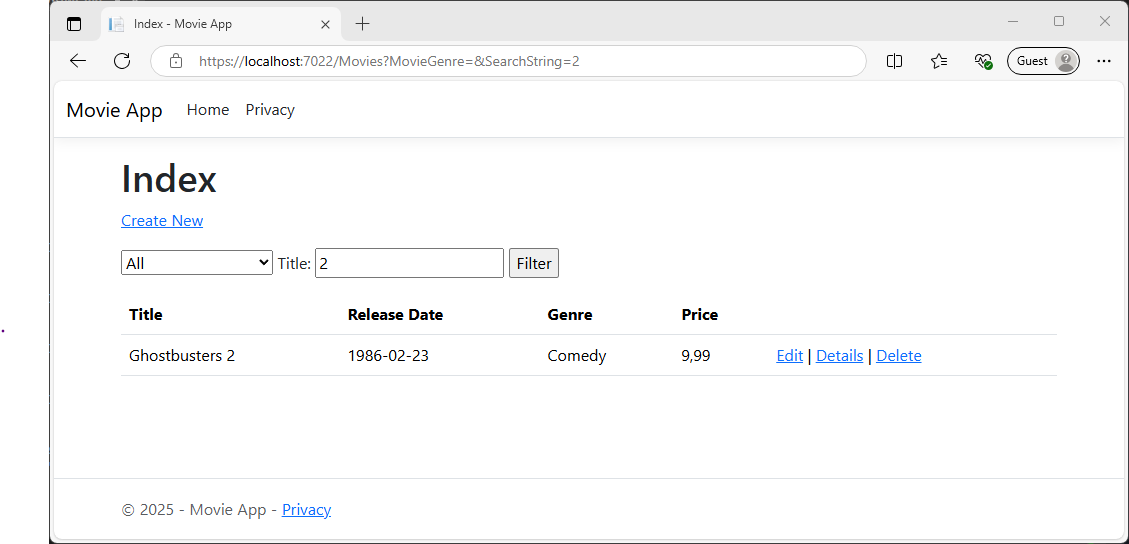 Index - Movie App
https://localhost:7022/Movies?MovieGenre=&SearchString=2
Guest
Movie App Home Privacy
Index
Create New
All Title: 2 Filter
Title Release Date Genre Price
Ghostbusters 2 1986-02-23 Comedy 9,99 Edit | Details | Delete
© 2025 - Movie App - Privacy